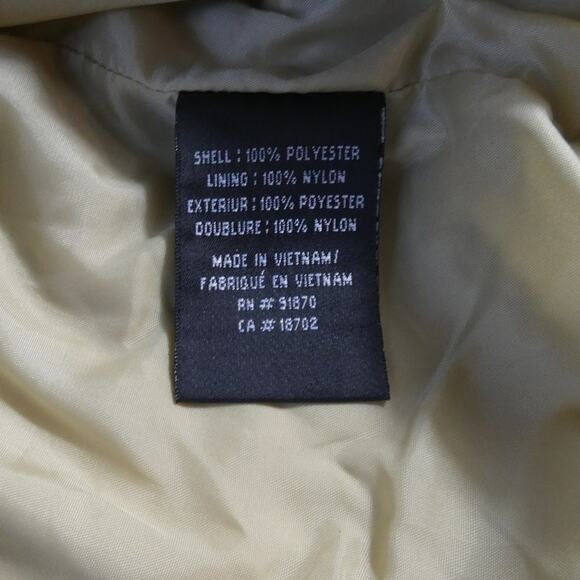 SHELL : 100% POLYESTER
LINING : 100% NYLON
EXTERIUR : 100% POYESTER
DOUBLURE : 100% NYLON
MADE IN VIETNAM/
FABRIQUÉ EN VIETNAM
RN # 91870
CA # 18702